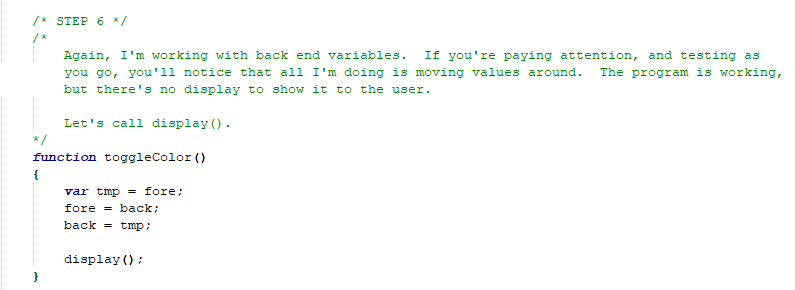 /* STEP 6 */
/*
Again, I'm working with back end variables.  If you're paying attention, and testing as
you go, you'll notice that all I'm doing is moving values around.  The program is working,
but there's no display to show it to the user.
Let's call display().
*/
function toggleColor()
{
var tmp = fore;
fore = back;
back = tmp;
display();
}